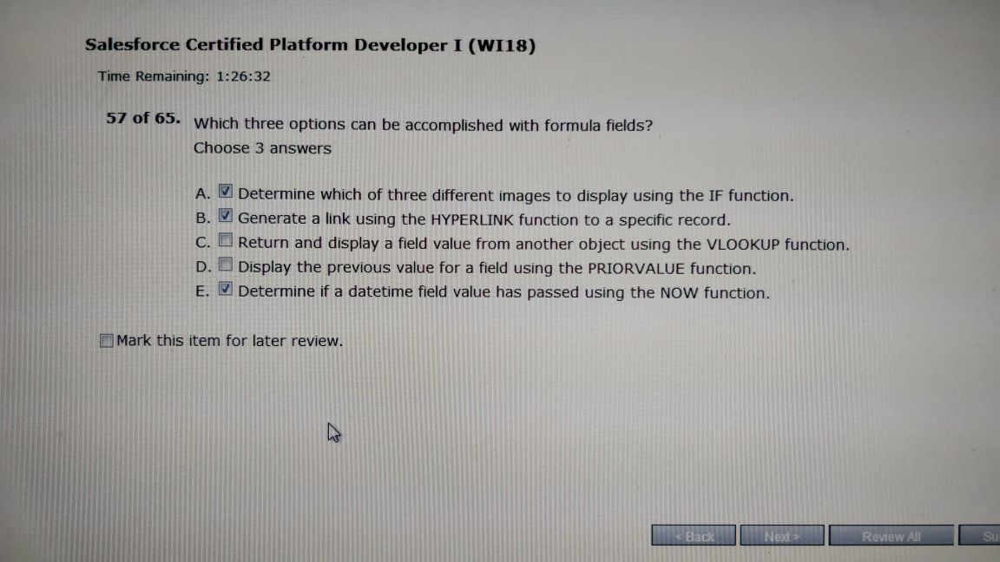 Salesforce Certified Platform Developer I (WI18)
Time Remaining: 1:26:32
57 of 65. Which three options can be accomplished with formula fields?
Choose 3 answers
A. Determine which of three different images to display using the IF function.
B. Generate a link using the HYPERLINK function to a specific record.
C. Return and display a field value from another object using the VLOOKUP function.
D. Display the previous value for a field using the PRIORVALUE function.
E. Determine if a datetime field value has passed using the NOW function.
Mark this item for later review.
< Back Next > Review All Su